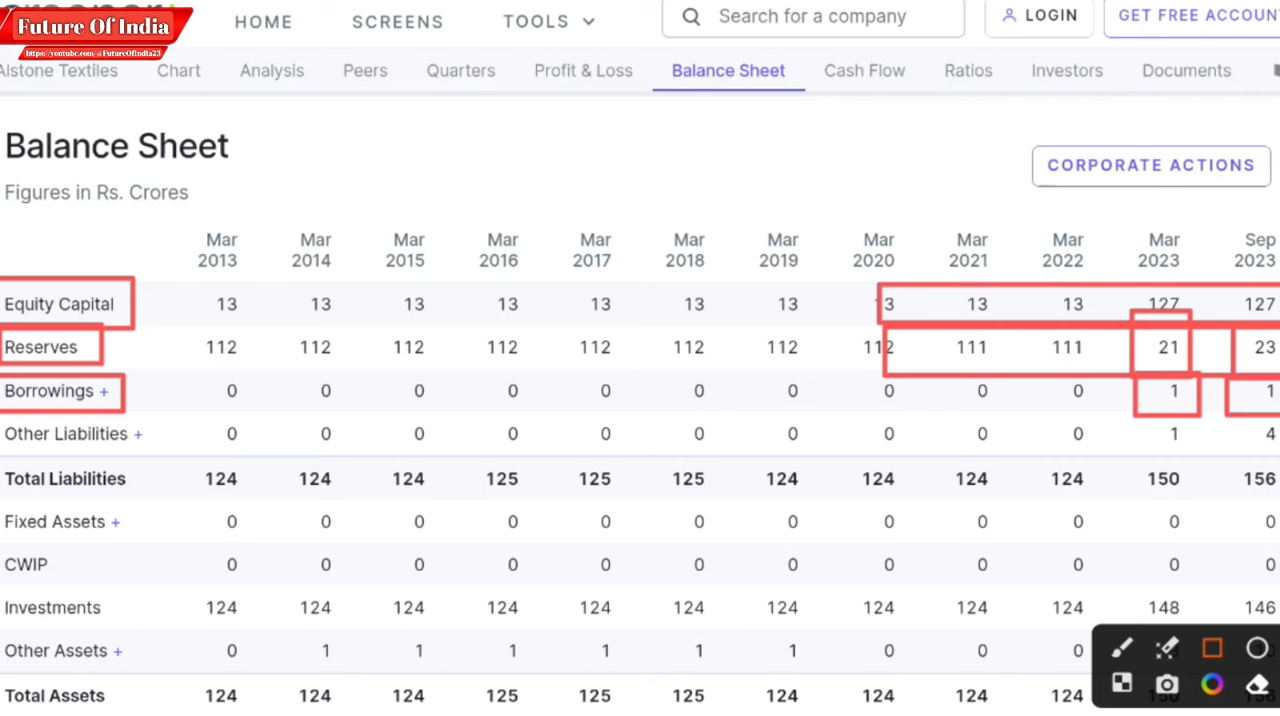 Future Of India
https://youtube.com/@FutureOfIndia23
HOME SCREENS TOOLS Search for a company LOGIN GET FREE ACCOUN
Alstone Textiles Chart Analysis Peers Quarters Profit & Loss Balance Sheet Cash Flow Ratios Investors Documents
Balance Sheet
CORPORATE ACTIONS
Figures in Rs. Crores
Mar 2013 Mar 2014 Mar 2015 Mar 2016 Mar 2017 Mar 2018 Mar 2019 Mar 2020 Mar 2021 Mar 2022 Mar 2023 Sep 2023
Equity Capital 13 13 13 13 13 13 13 13 13 13 127 127
Reserves 112 112 112 112 112 112 112 112 111 111 21 23
Borrowings + 0 0 0 0 0 0 0 0 0 0 1 1
Other Liabilities + 0 0 0 0 0 0 0 0 0 0 1 4
Total Liabilities 124 124 124 125 125 125 124 124 124 124 150 156
Fixed Assets + 0 0 0 0 0 0 0 0 0 0 0 0
CWIP 0 0 0 0 0 0 0 0 0 0 0 0
Investments 124 124 124 124 124 124 124 124 124 124 148 146
Other Assets + 0 1 1 1 1 1 1 0 0 0
Total Assets 124 124 124 125 125 125 124 124 124 124